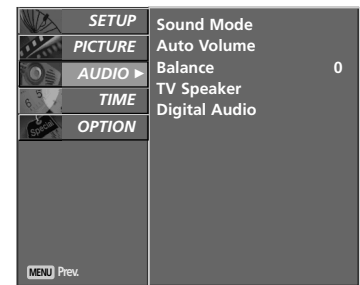 SETUP
PICTURE
AUDIO ►
TIME
OPTION
Sound Mode
Auto Volume
Balance 0
TV Speaker
Digital Audio
MENU Prev.